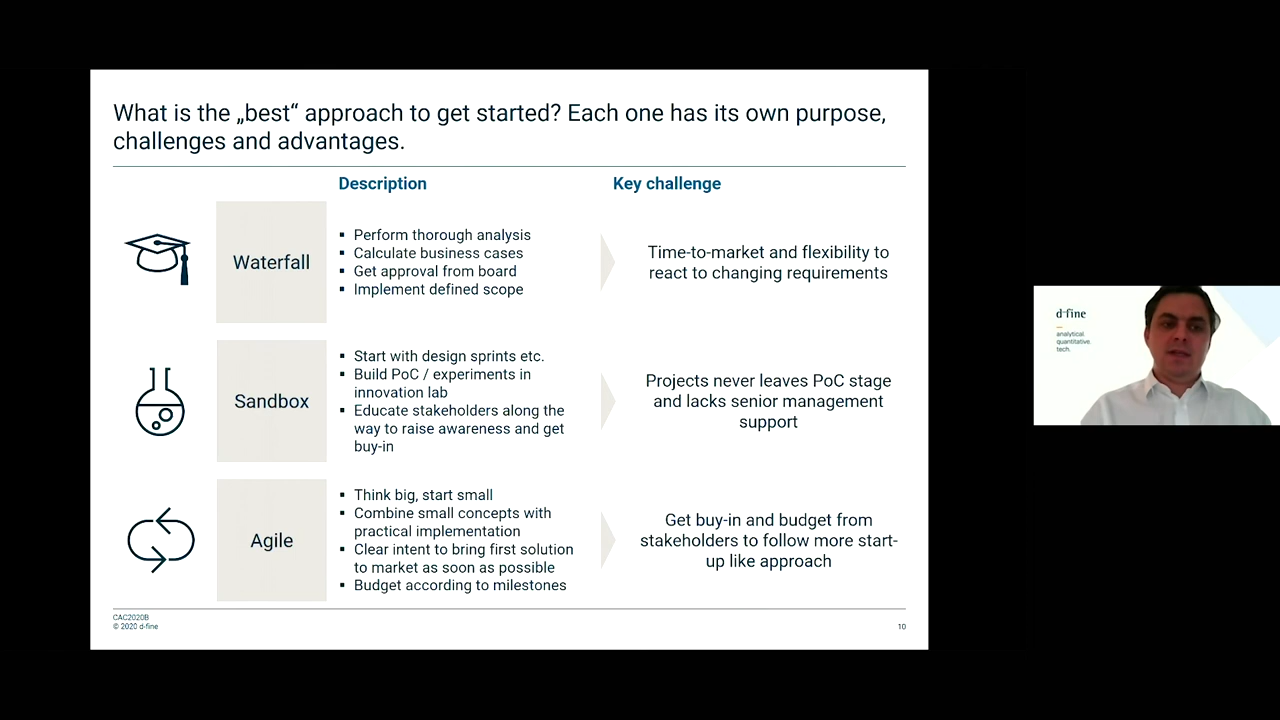 What is the „best“ approach to get started? Each one has its own purpose,
challenges and advantages.
Description
Key challenge
Waterfall
▪ Perform thorough analysis
▪ Calculate business cases
▪ Get approval from board
▪ Implement defined scope
Time-to-market and flexibility to
react to changing requirements
Sandbox
▪ Start with design sprints etc.
▪ Build PoC / experiments in
innovation lab
▪ Educate stakeholders along the
way to raise awareness and get
buy-in
Projects never leaves PoC stage
and lacks senior management
support
Agile
▪ Think big, start small
▪ Combine small concepts with
practical implementation
▪ Clear intent to bring first solution
to market as soon as possible
▪ Budget according to milestones
Get buy-in and budget from
stakeholders to follow more start-
up like approach
CAC2020B
© 2020 d-fine
10
d-fine
analytical.
quantitative.
tech.